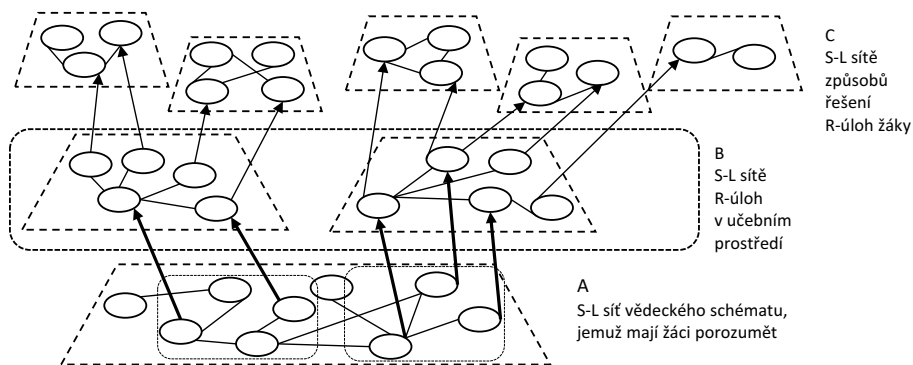 C
S-L sítě
způsobů
řešení
R-úloh žáky
B
S-L sítě
R-úloh
v učebním
prostředí
A
S-L síť vědeckého schématu,
jemuž mají žáci porozumět